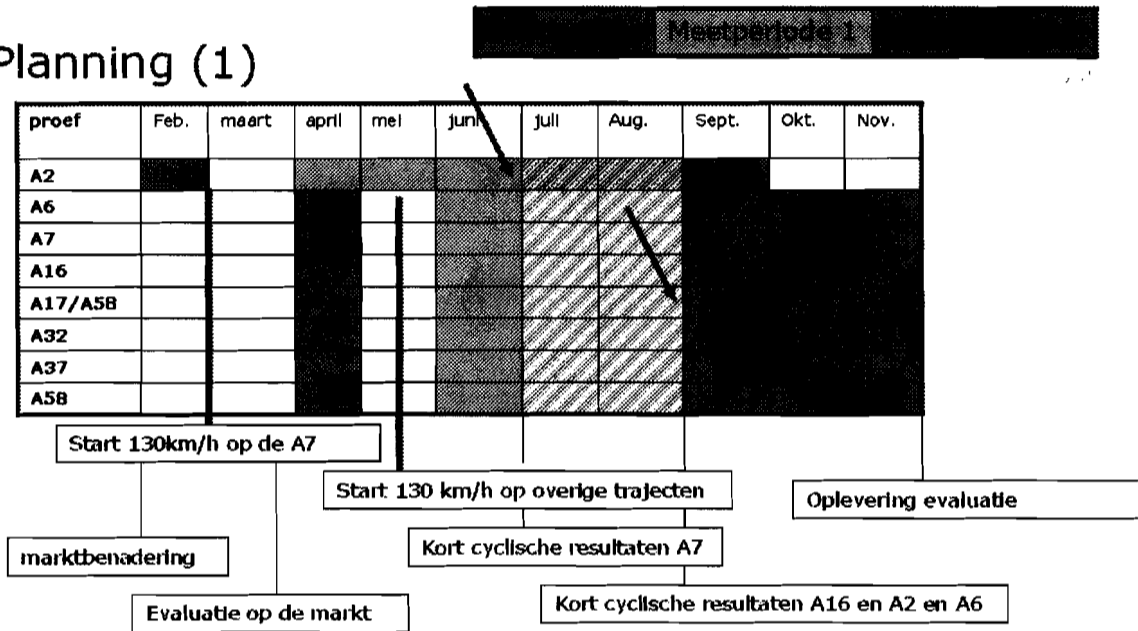 Meetperiode 1
Planning (1)
proef Feb. maart april mei juni juli Aug. Sept. Okt. Nov.
A2
A6
A7
A16
A17/A58
A32
A37
A58
Start 130km/h op de A7
Start 130 km/h op overige trajecten
Oplevering evaluatie
Kort cyclische resultaten A7
marktbenadering
Kort cyclische resultaten A16 en A2 en A6
Evaluatie op de markt